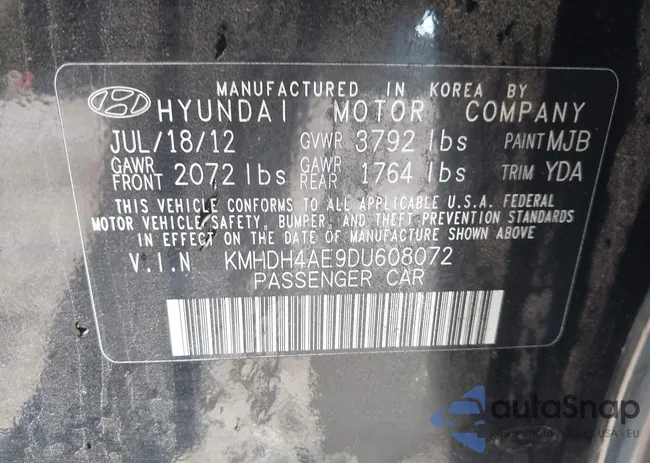 MANUFACTURED IN KOREA BY
HYUNDAI MOTOR COMPANY
JUL/18/12 GVWR 3792 lbs PAINT MJB
GAWR FRONT 2072 lbs GAWR REAR 1764 lbs TRIM YDA
THIS VEHICLE CONFORMS TO ALL APPLICABLE U.S.A. FEDERAL
MOTOR VEHICLE SAFETY, BUMPER, AND THEFT PREVENTION STANDARDS
IN EFFECT ON THE DATE OF MANUFACTURE SHOWN ABOVE
V.I.N KMHDH4AE9DU608072
PASSENGER CAR
autoSnap
USA | EU